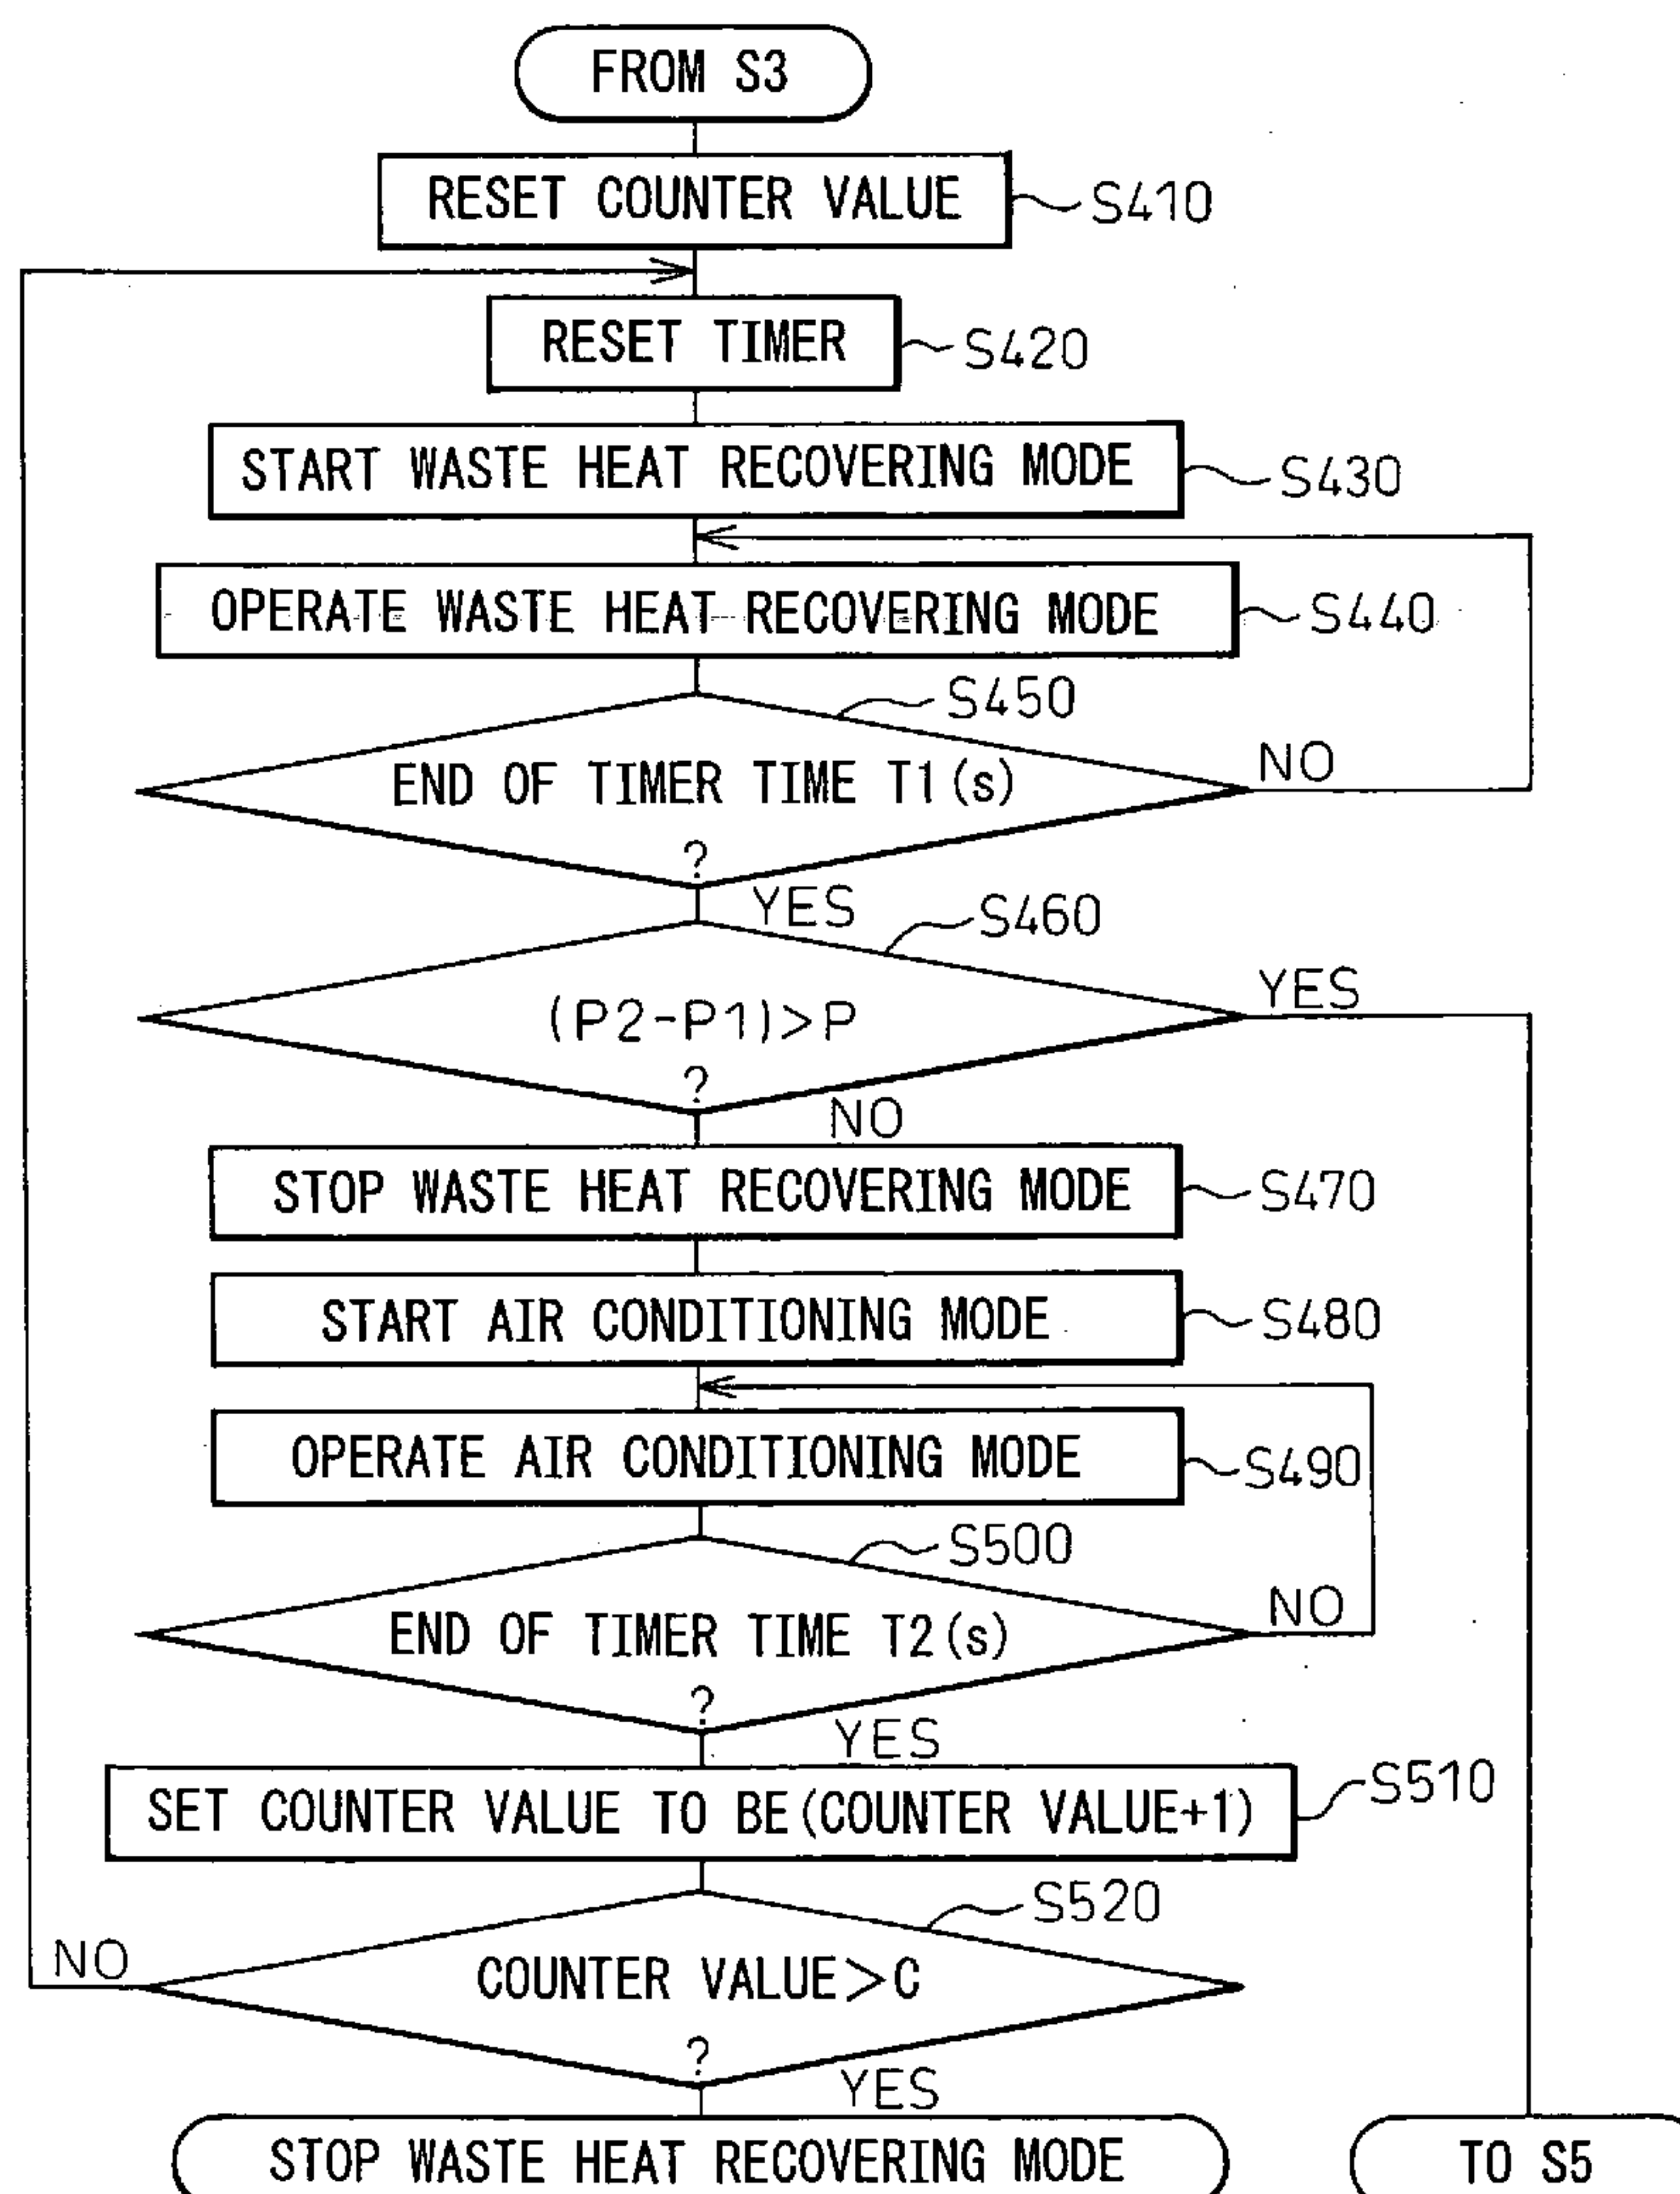 FROM S3
RESET COUNTER VALUE
S410
RESET TIMER
S420
START WASTE HEAT RECOVERING MODE
S430
OPERATE WASTE HEAT RECOVERING MODE
S440
S450
END OF TIMER TIME T1(s)
?
NO
YES
S460
(P2-P1)>P
?
YES
NO
STOP WASTE HEAT RECOVERING MODE
S470
START AIR CONDITIONING MODE
S480
OPERATE AIR CONDITIONING MODE
S490
S500
END OF TIMER TIME T2(s)
?
NO
YES
SET COUNTER VALUE TO BE(COUNTER VALUE+1)
S510
S520
NO
COUNTER VALUE>C
?
YES
STOP WASTE HEAT RECOVERING MODE
TO S5